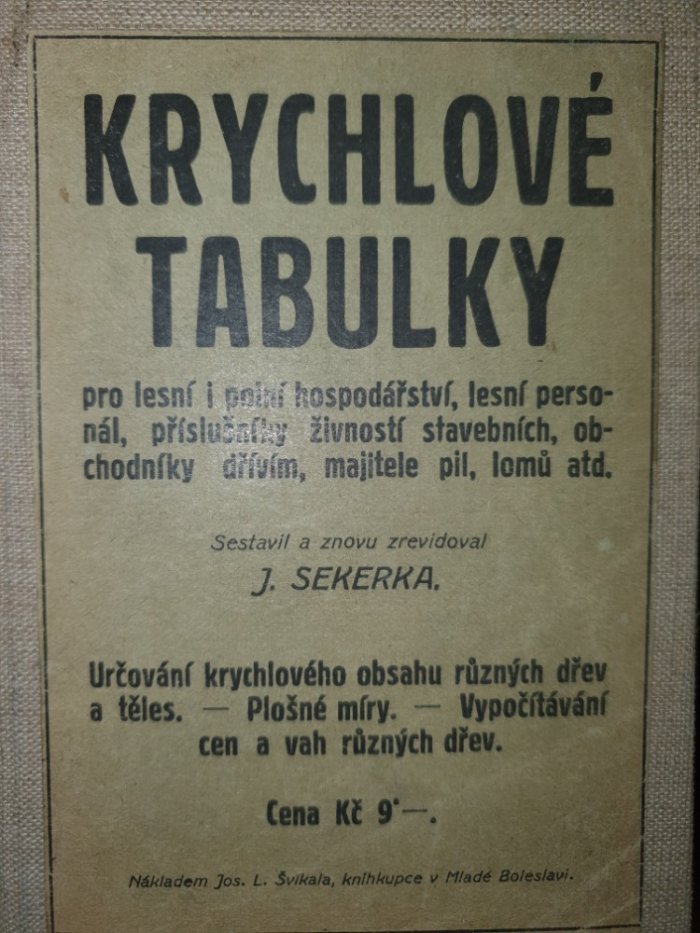 KRYCHLOVÉ
TABULKY
pro lesní i polní hospodářství, lesní perso-
nál, příslušníky živností stavebních, ob-
chodníky dřívím, majitele pil, lomů atd.
Sestavil a znovu zrevidoval
J. SEKERKA.
Určování krychlového obsahu různých dřev
a těles. — Plošné míry. — Vypočítávání
cen a vah různých dřev.
Cena Kč 9·—.
Nákladem Jos. L. Švíkala, knihkupce v Mladé Boleslavi.